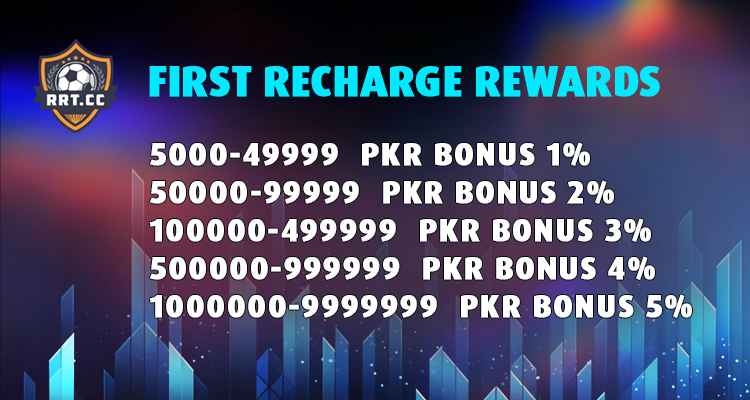 RRT.CC
FIRST RECHARGE REWARDS
5000-49999 PKR BONUS 1%
50000-99999 PKR BONUS 2%
100000-499999 PKR BONUS 3%
500000-999999 PKR BONUS 4%
1000000-9999999 PKR BONUS 5%